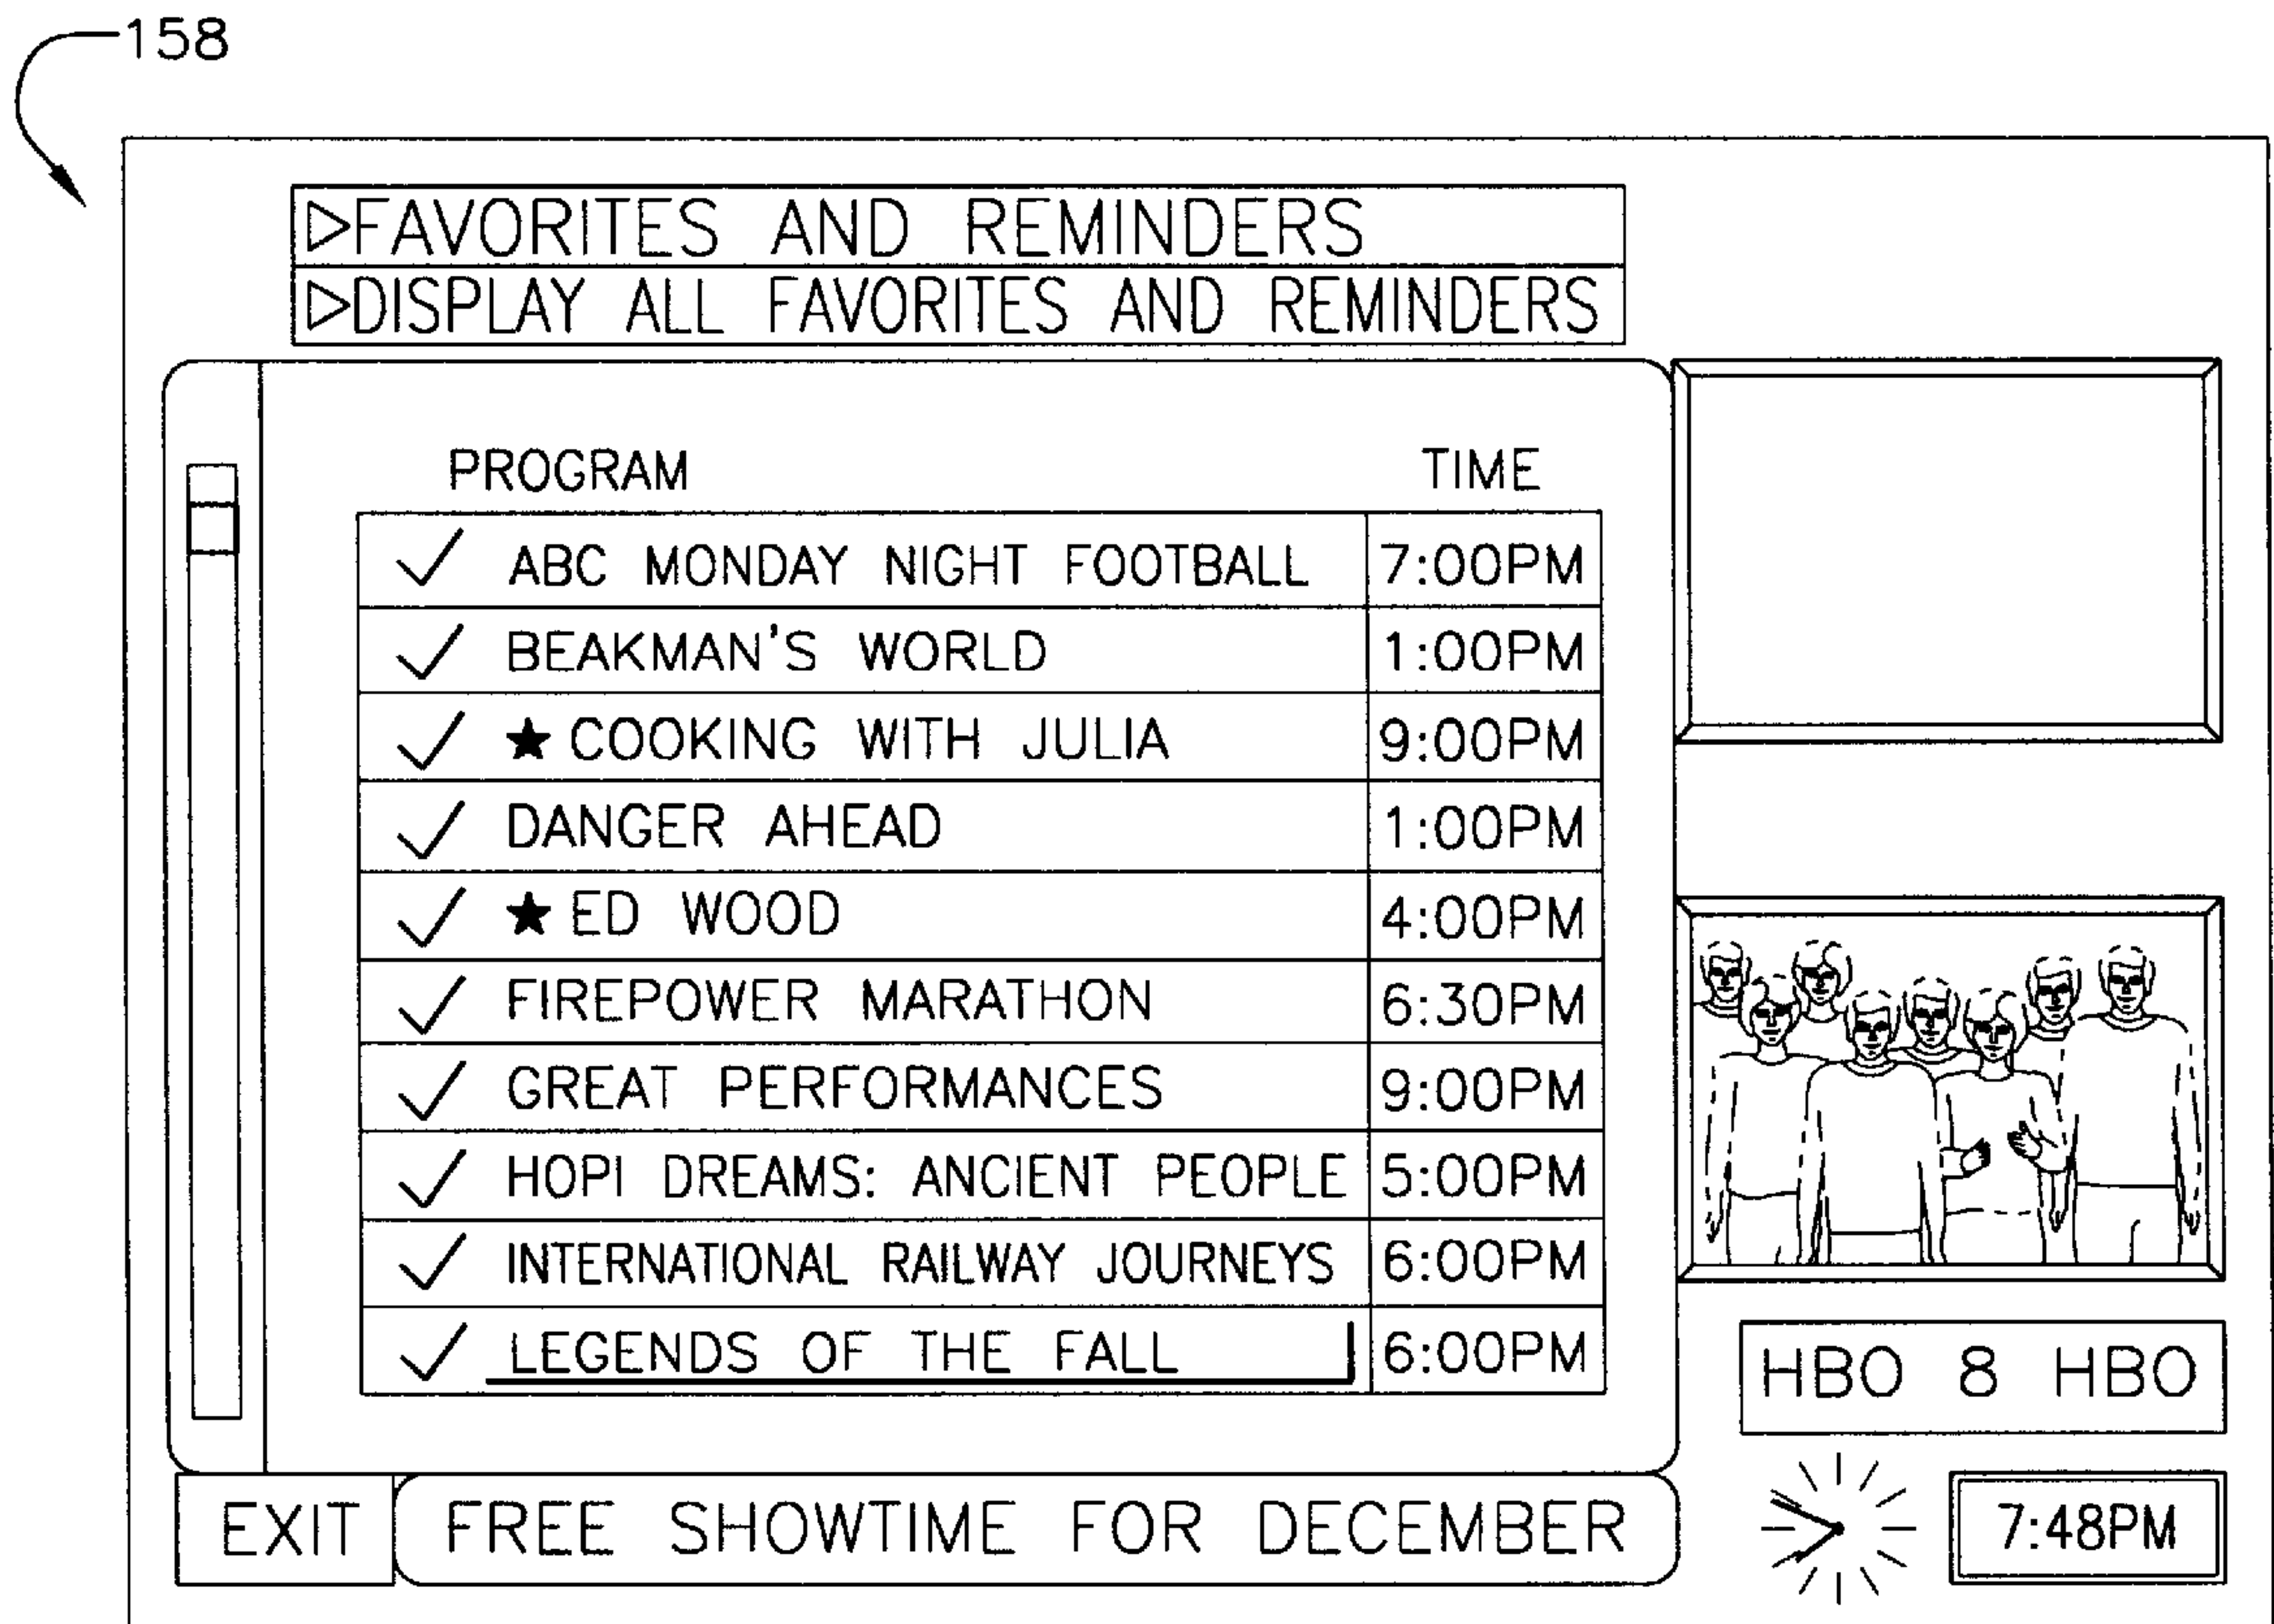 158
▷FAVORITES AND REMINDERS
▷DISPLAY ALL FAVORITES AND REMINDERS
PROGRAM TIME
✓ ABC MONDAY NIGHT FOOTBALL 7:00PM
✓ BEAKMAN'S WORLD 1:00PM
✓ ★ COOKING WITH JULIA 9:00PM
✓ DANGER AHEAD 1:00PM
✓ ★ ED WOOD 4:00PM
✓ FIREPOWER MARATHON 6:30PM
✓ GREAT PERFORMANCES 9:00PM
✓ HOPI DREAMS: ANCIENT PEOPLE 5:00PM
✓ INTERNATIONAL RAILWAY JOURNEYS 6:00PM
✓ LEGENDS OF THE FALL 6:00PM
HBO 8 HBO
EXIT FREE SHOWTIME FOR DECEMBER 7:48PM